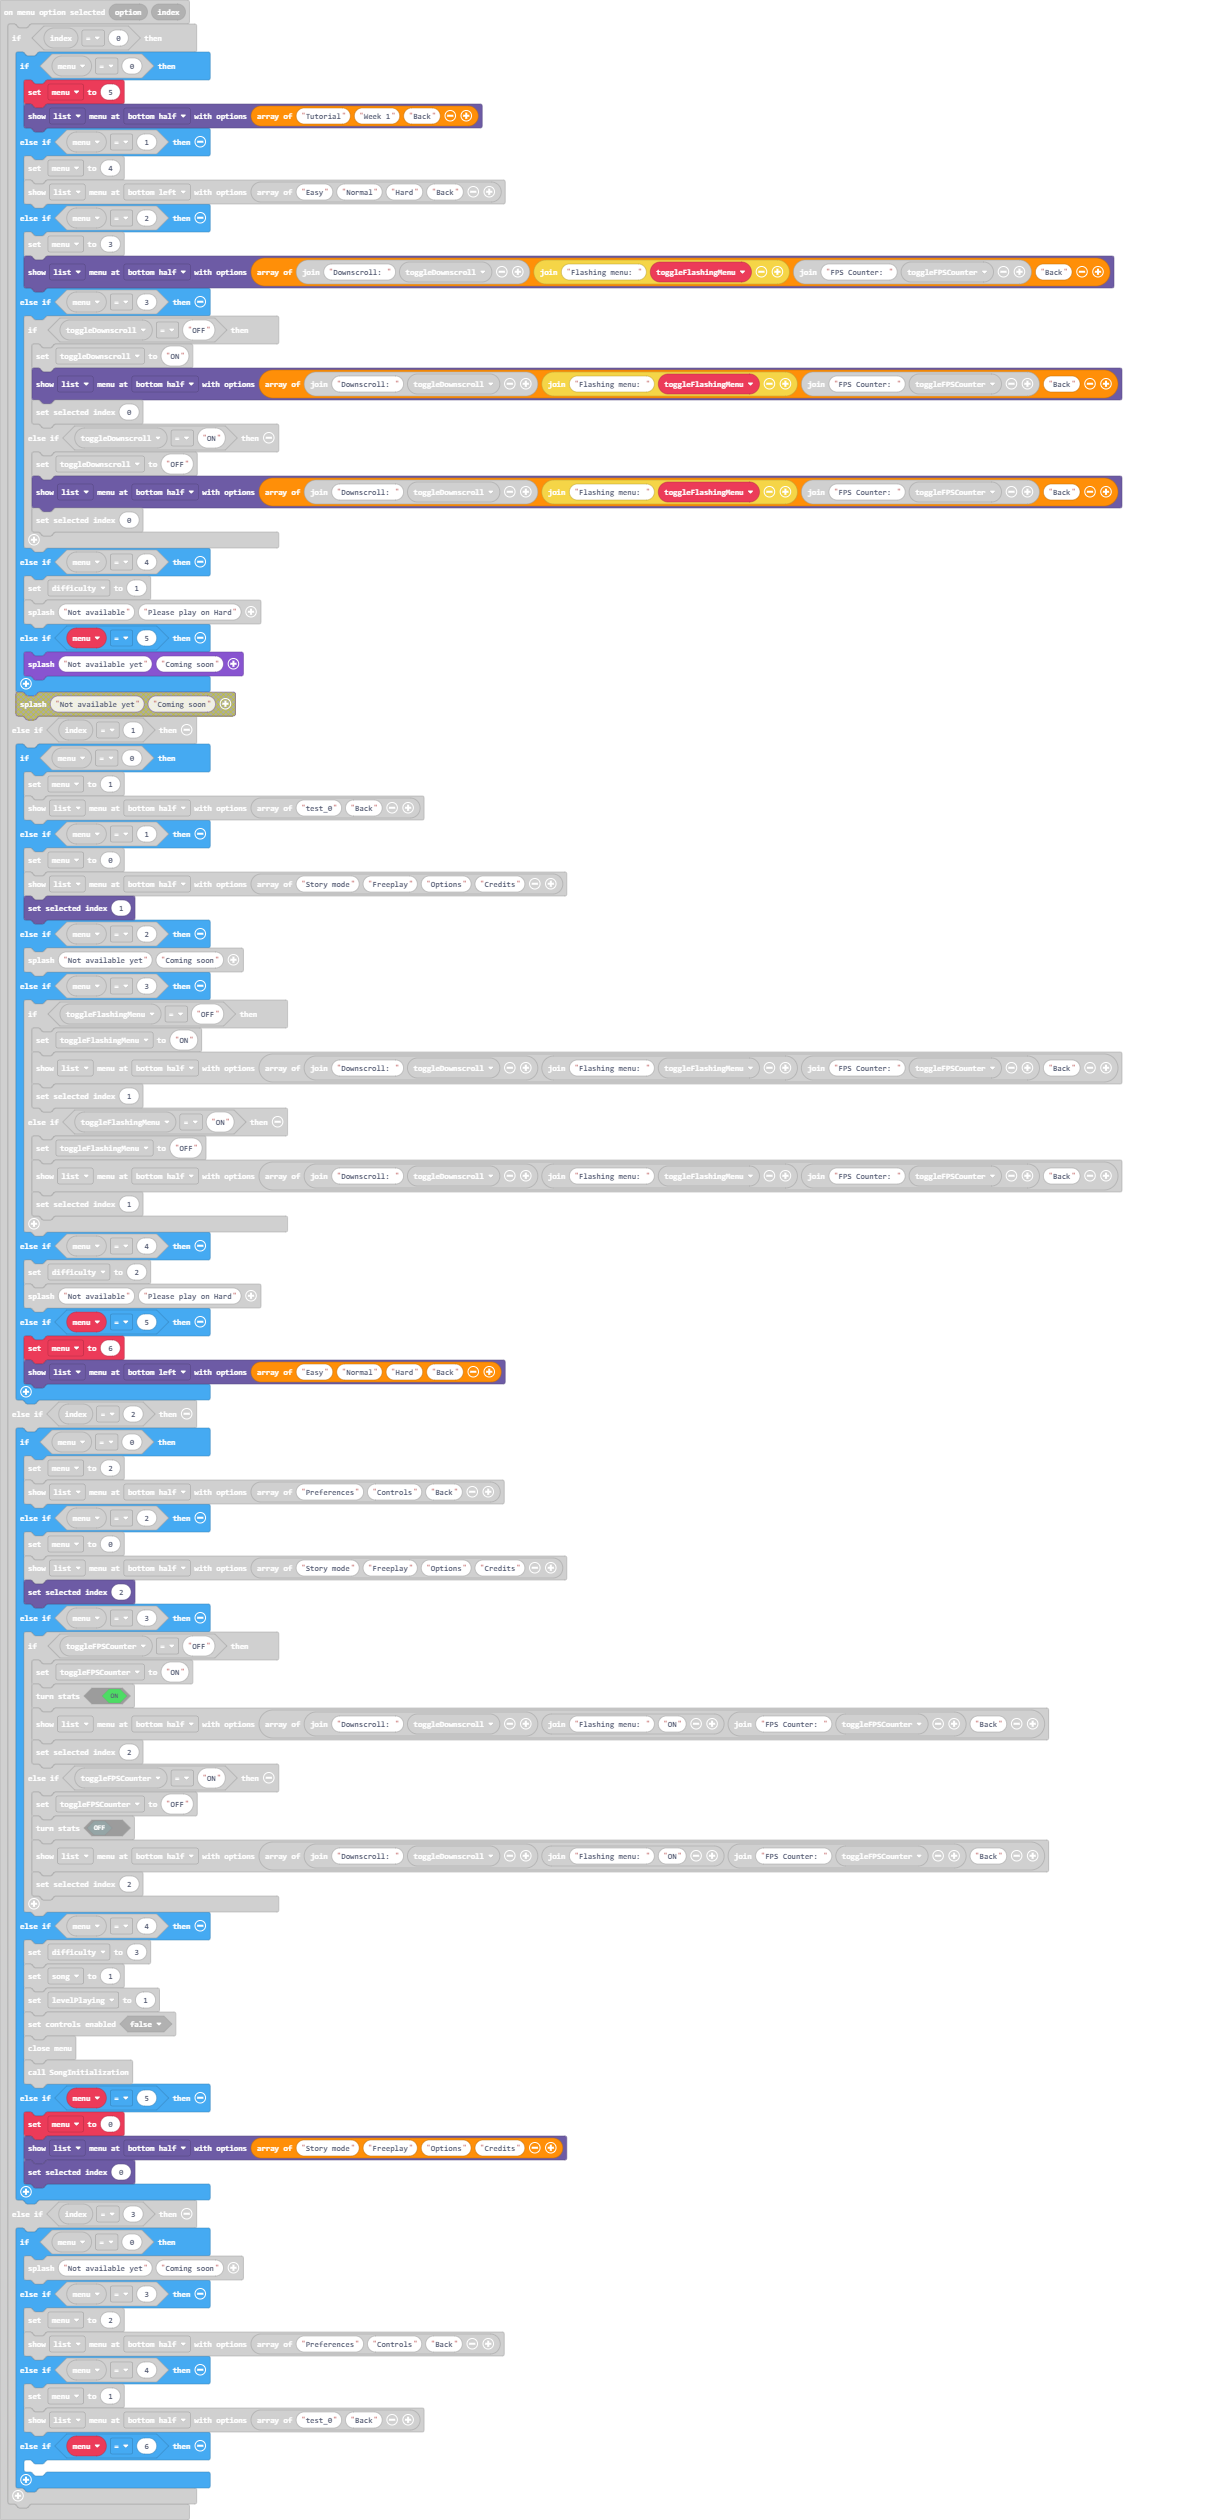 on menu option selected option index
if index = 0 then
if menu = 0 then
set menu to 5
show list menu at bottom half with options array of "Tutorial" "Week 1" "Back"
else if menu = 1 then
set menu to 4
show list menu at bottom left with options array of "Easy" "Normal" "Hard" "Back"
else if menu = 2 then
set menu to 3
show list menu at bottom half with options array of join "Downscroll: " toggleDownscroll join "Flashing menu: " toggleFlashingMenu join "FPS Counter: " toggleFPSCounter "Back"
else if menu = 3 then
if toggleDownscroll = "OFF" then
set toggleDownscroll to "ON"
show list menu at bottom half with options array of join "Downscroll: " toggleDownscroll join "Flashing menu: " toggleFlashingMenu join "FPS Counter: " toggleFPSCounter "Back"
set selected index 0
else if toggleDownscroll = "ON" then
set toggleDownscroll to "OFF"
show list menu at bottom half with options array of join "Downscroll: " toggleDownscroll join "Flashing menu: " toggleFlashingMenu join "FPS Counter: " toggleFPSCounter "Back"
set selected index 0
else if menu = 4 then
set difficulty to 1
splash "Not available" "Please play on Hard"
else if menu = 5 then
splash "Not available yet" "Coming soon"
splash "Not available yet" "Coming soon"
else if index = 1 then
if menu = 0 then
set menu to 1
show list menu at bottom half with options array of "test_0" "Back"
else if menu = 1 then
set menu to 0
show list menu at bottom half with options array of "Story mode" "Freeplay" "Options" "Credits"
set selected index 1
else if menu = 2 then
splash "Not available yet" "Coming soon"
else if menu = 3 then
if toggleFlashingMenu = "OFF" then
set toggleFlashingMenu to "ON"
show list menu at bottom half with options array of join "Downscroll: " toggleDownscroll join "Flashing menu: " toggleFlashingMenu join "FPS Counter: " toggleFPSCounter "Back"
set selected index 1
else if toggleFlashingMenu = "ON" then
set toggleFlashingMenu to "OFF"
show list menu at bottom half with options array of join "Downscroll: " toggleDownscroll join "Flashing menu: " toggleFlashingMenu join "FPS Counter: " toggleFPSCounter "Back"
set selected index 1
else if menu = 4 then
set difficulty to 2
splash "Not available" "Please play on Hard"
else if menu = 5 then
set menu to 6
show list menu at bottom left with options array of "Easy" "Normal" "Hard" "Back"
else if index = 2 then
if menu = 0 then
set menu to 2
show list menu at bottom half with options array of "Preferences" "Controls" "Back"
else if menu = 2 then
set menu to 0
show list menu at bottom half with options array of "Story mode" "Freeplay" "Options" "Credits"
set selected index 2
else if menu = 3 then
if toggleFPSCounter = "OFF" then
set toggleFPSCounter to "ON"
turn stats ON
show list menu at bottom half with options array of join "Downscroll: " toggleDownscroll join "Flashing menu: " "ON" join "FPS Counter: " toggleFPSCounter "Back"
set selected index 2
else if toggleFPSCounter = "ON" then
set toggleFPSCounter to "OFF"
turn stats OFF
show list menu at bottom half with options array of join "Downscroll: " toggleDownscroll join "Flashing menu: " "ON" join "FPS Counter: " toggleFPSCounter "Back"
set selected index 2
else if menu = 4 then
set difficulty to 3
set song to 1
set levelPlaying to 1
set controls enabled false
close menu
call SongInitialization
else if menu = 5 then
set menu to 0
show list menu at bottom half with options array of "Story mode" "Freeplay" "Options" "Credits"
set selected index 0
else if index = 3 then
if menu = 0 then
splash "Not available yet" "Coming soon"
else if menu = 3 then
set menu to 2
show list menu at bottom half with options array of "Preferences" "Controls" "Back"
else if menu = 4 then
set menu to 1
show list menu at bottom half with options array of "test_0" "Back"
else if menu = 6 then